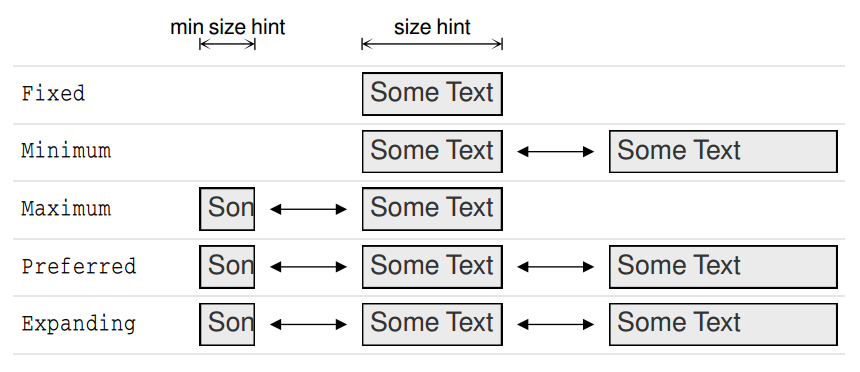 min size hint size hint
Fixed Some Text
Minimum Some Text Some Text
Maximum Son Some Text
Preferred Son Some Text Some Text
Expanding Son Some Text Some Text